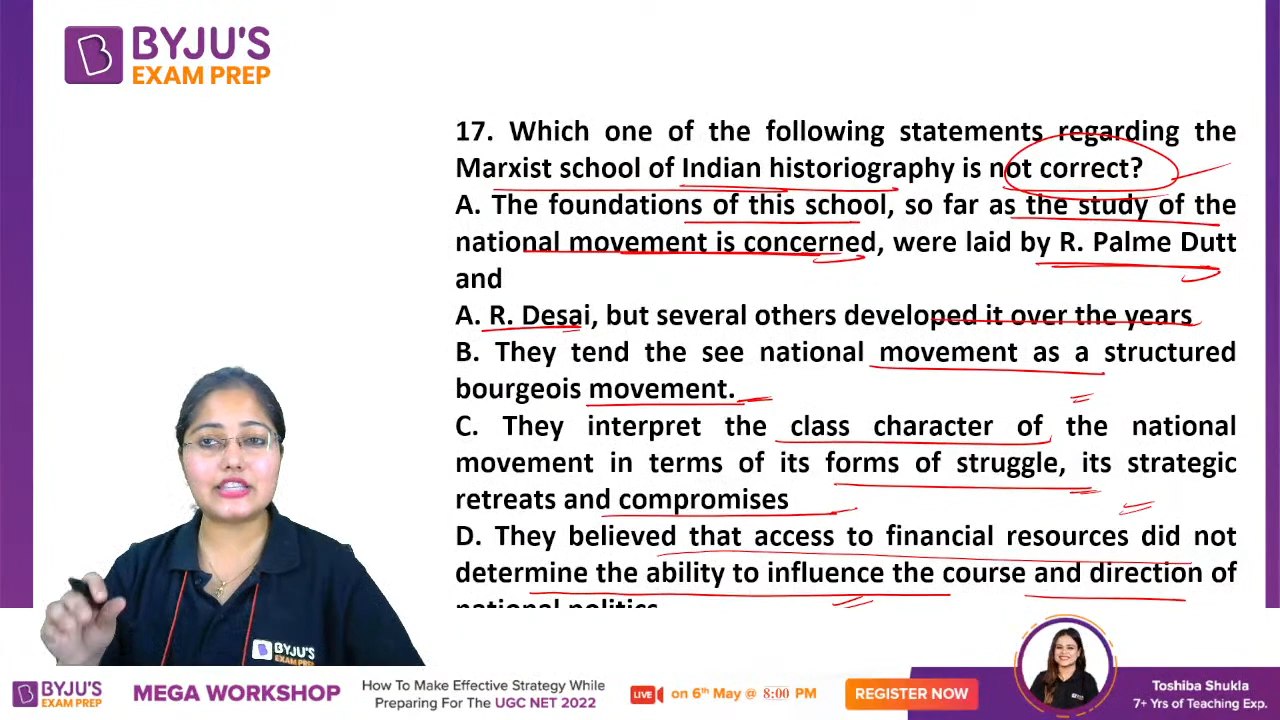 BYJU'S
EXAM PREP
17. Which one of the following statements regarding the
Marxist school of Indian historiography is not correct?
A. The foundations of this school, so far as the study of the
national movement is concerned, were laid by R. Palme Dutt
and
A. R. Desai, but several others developed it over the years
B. They tend the see national movement as a structured
bourgeois movement.
C. They interpret the class character of the national
movement in terms of its forms of struggle, its strategic
retreats and compromises
D. They believed that access to financial resources did not
determine the ability to influence the course and direction of
national politics
BYJU'S
EXAM PREP
BYJU'S
EXAM PREP
MEGA WORKSHOP
How To Make Effective Strategy While
Preparing For The UGC NET 2022
LIVE on 6th May @ 8:00 PM
REGISTER NOW
Toshiba Shukla
7+ Yrs of Teaching Exp.